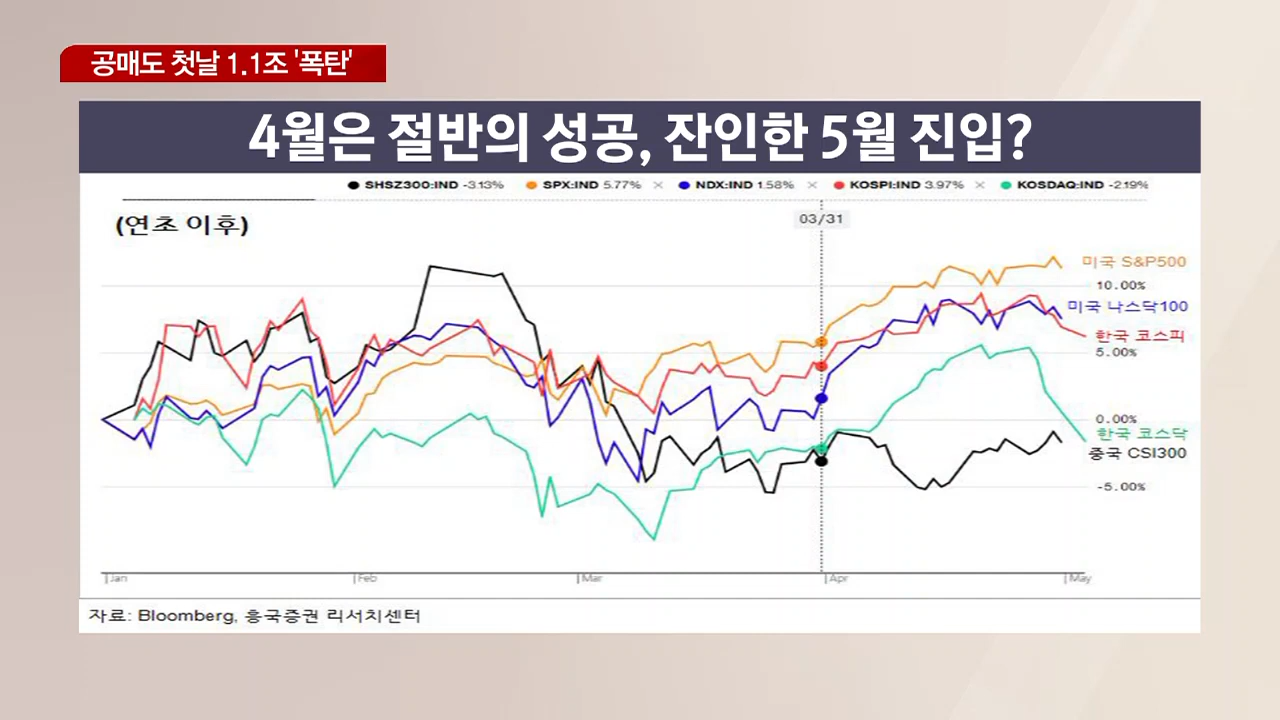 공매도 첫날 1.1조 '폭탄'
4월은 절반의 성공, 잔인한 5월 진입?
SHSZ300:IND -3.13% SPX:IND 5.77% × NDX:IND 1.58% × KOSPI:IND 3.97% × KOSDAQ:IND -2.19%
(연초 이후)
03/31
미국 S&P500
10.00%
미국 나스닥100
한국 코스피
5.00%
0.00%
한국 코스닥
중국 CSI300
-5.00%
Jan Feb Mar Apr May
자료: Bloomberg, 흥국증권 리서치센터